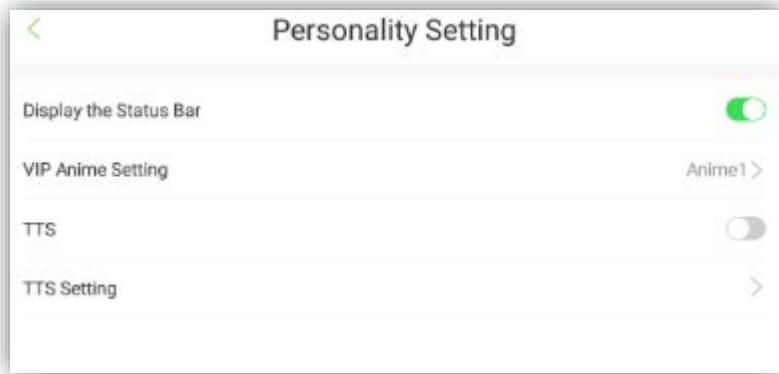 Personality Setting
Display the Status Bar
VIP Anime Setting
Anime1
TTS
TTS Setting